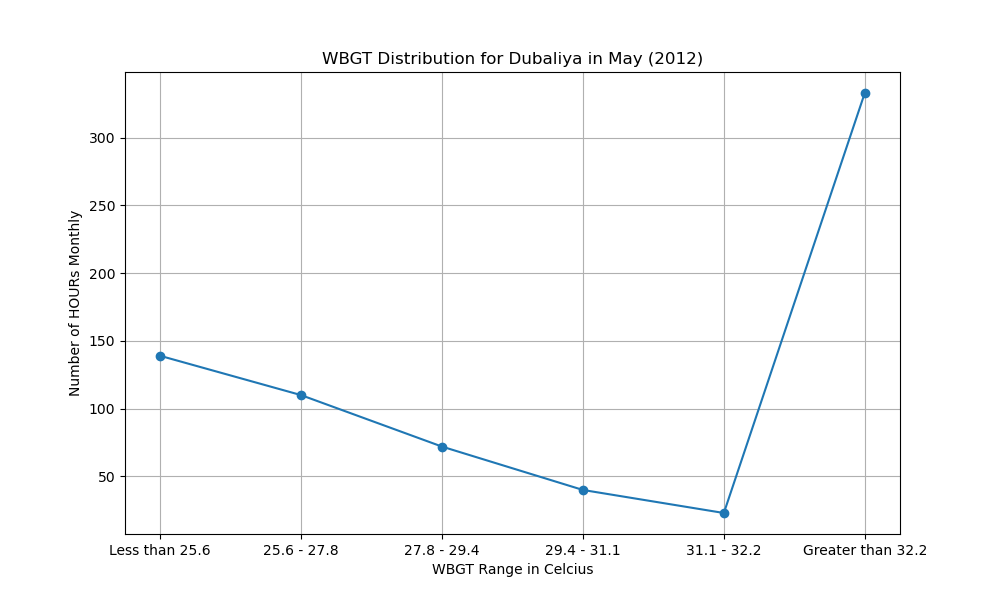 WBGT Distribution for Dubaliya in May (2012)
Number of HOURs Monthly
300
250
200
150
100
50
Less than 25.6
25.6 - 27.8
27.8 - 29.4
29.4 - 31.1
31.1 - 32.2
Greater than 32.2
WBGT Range in Celcius